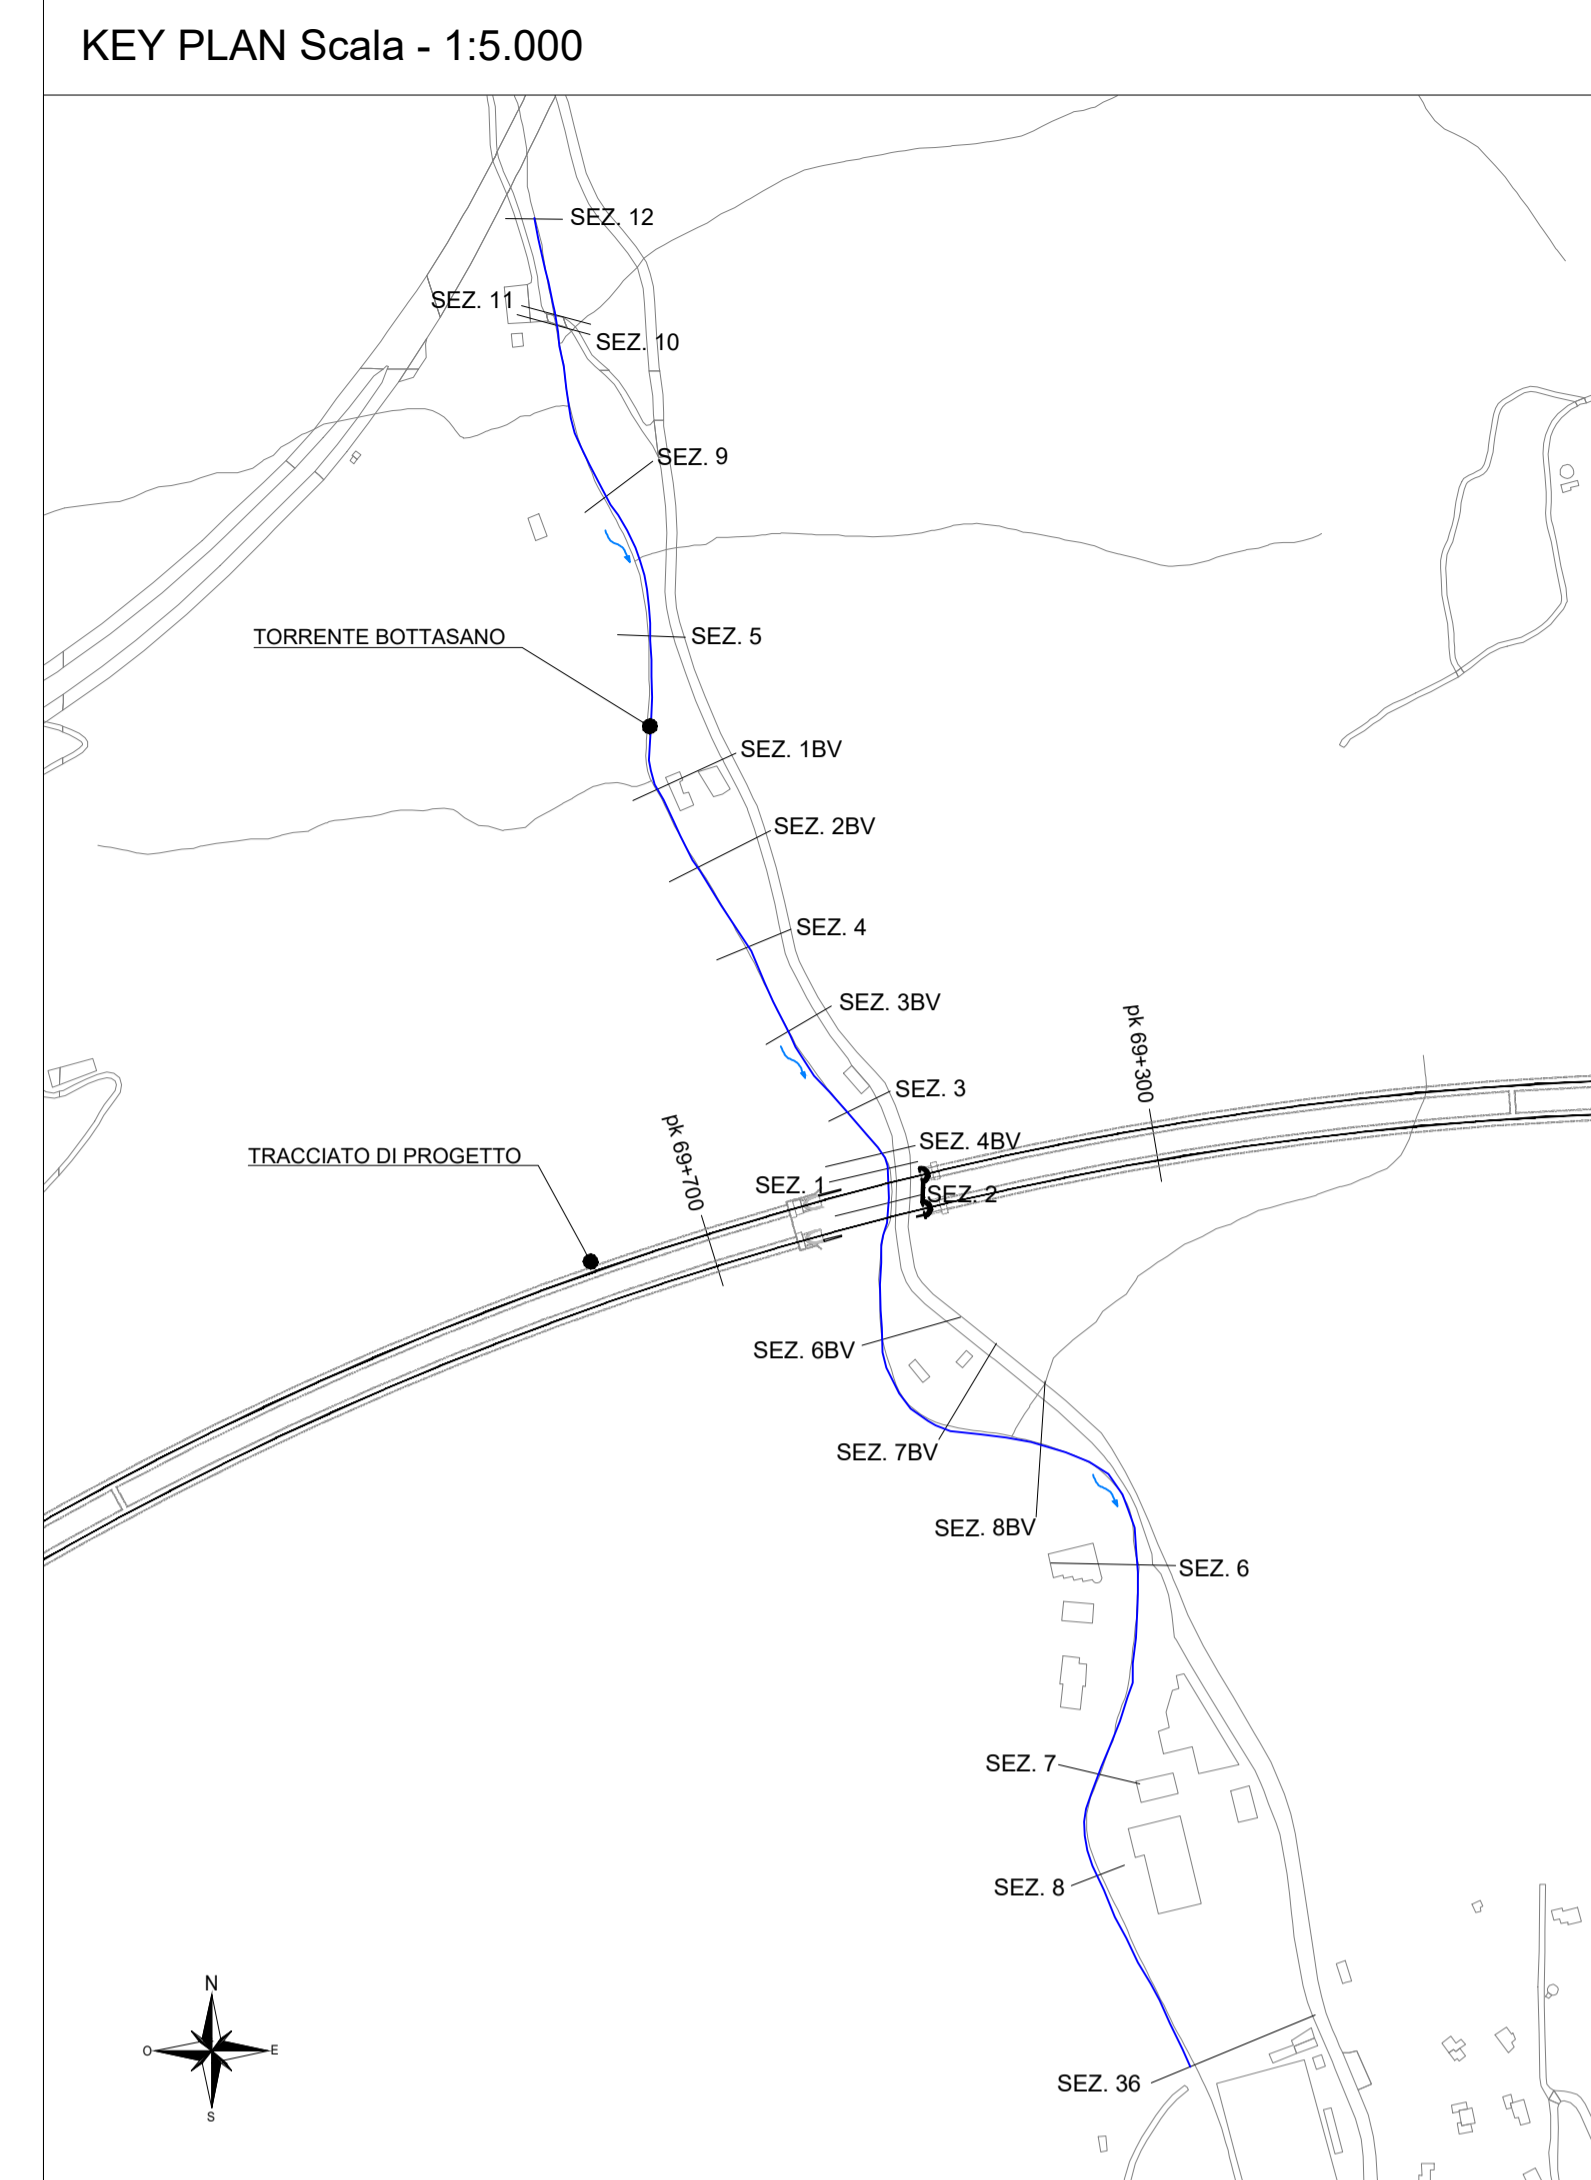 KEY PLAN Scala - 1:5.000
SEZ. 12
SEZ. 11
SEZ. 10
SEZ. 9
TORRENTE BOTTASANO
SEZ. 5
SEZ. 1BV
SEZ. 2BV
SEZ. 4
SEZ. 3BV
pk 69+300
SEZ. 3
pk 69+700
SEZ. 4BV
TRACCIATO DI PROGETTO
SEZ. 1
SEZ. 2
SEZ. 6BV
SEZ. 7BV
SEZ. 8BV
SEZ. 6
SEZ. 7
SEZ. 8
N
O
E
S
SEZ. 36